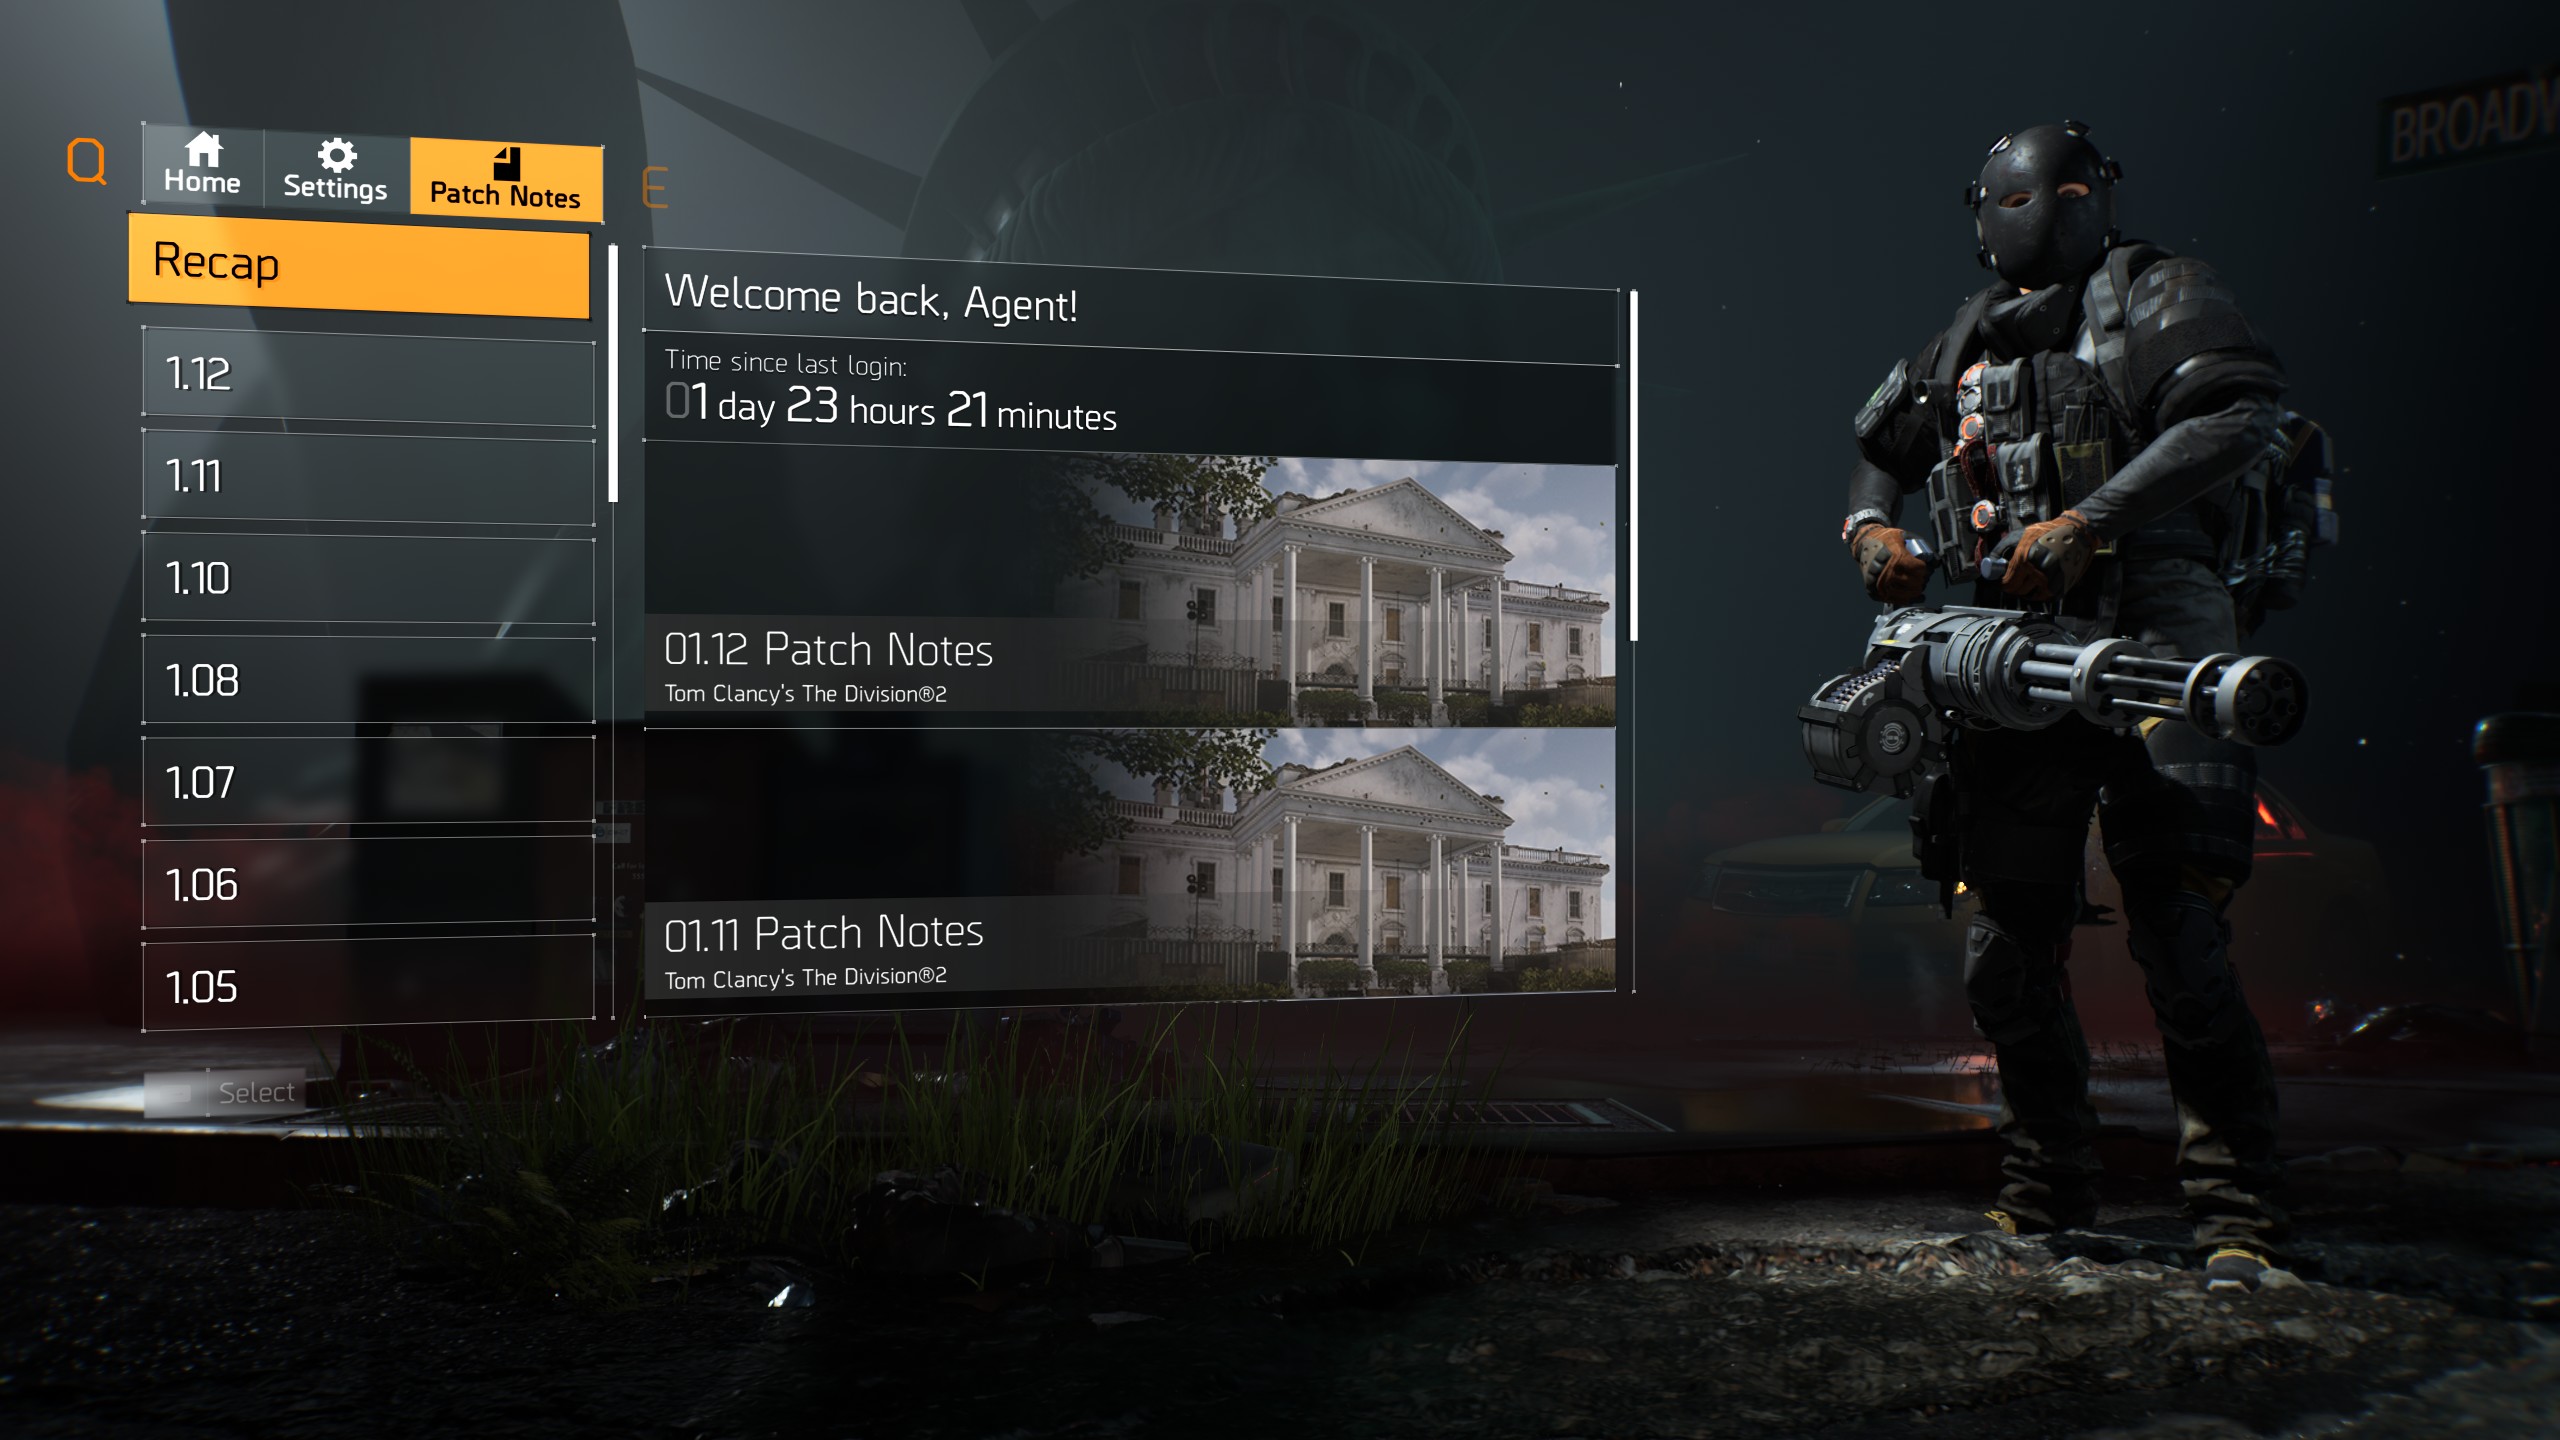 Q
Home
Settings
Patch Notes
E
Recap
1.12
1.11
1.10
1.08
1.07
1.06
1.05
Select
Welcome back, Agent!
Time since last login:
01 day 23 hours 21 minutes
01.12 Patch Notes
Tom Clancy's The Division®2
01.11 Patch Notes
Tom Clancy's The Division®2